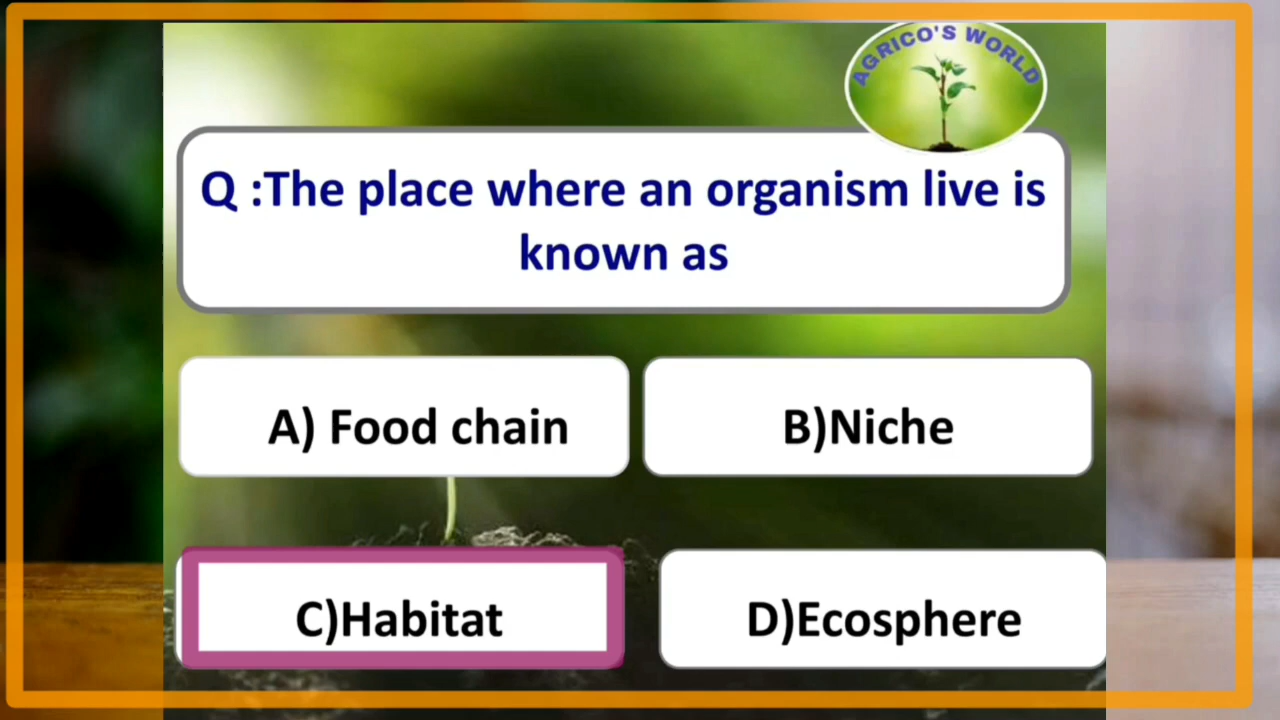 AGRICO'S WORLD
Q :The place where an organism live is
known as
A) Food chain
B)Niche
C)Habitat
D)Ecosphere